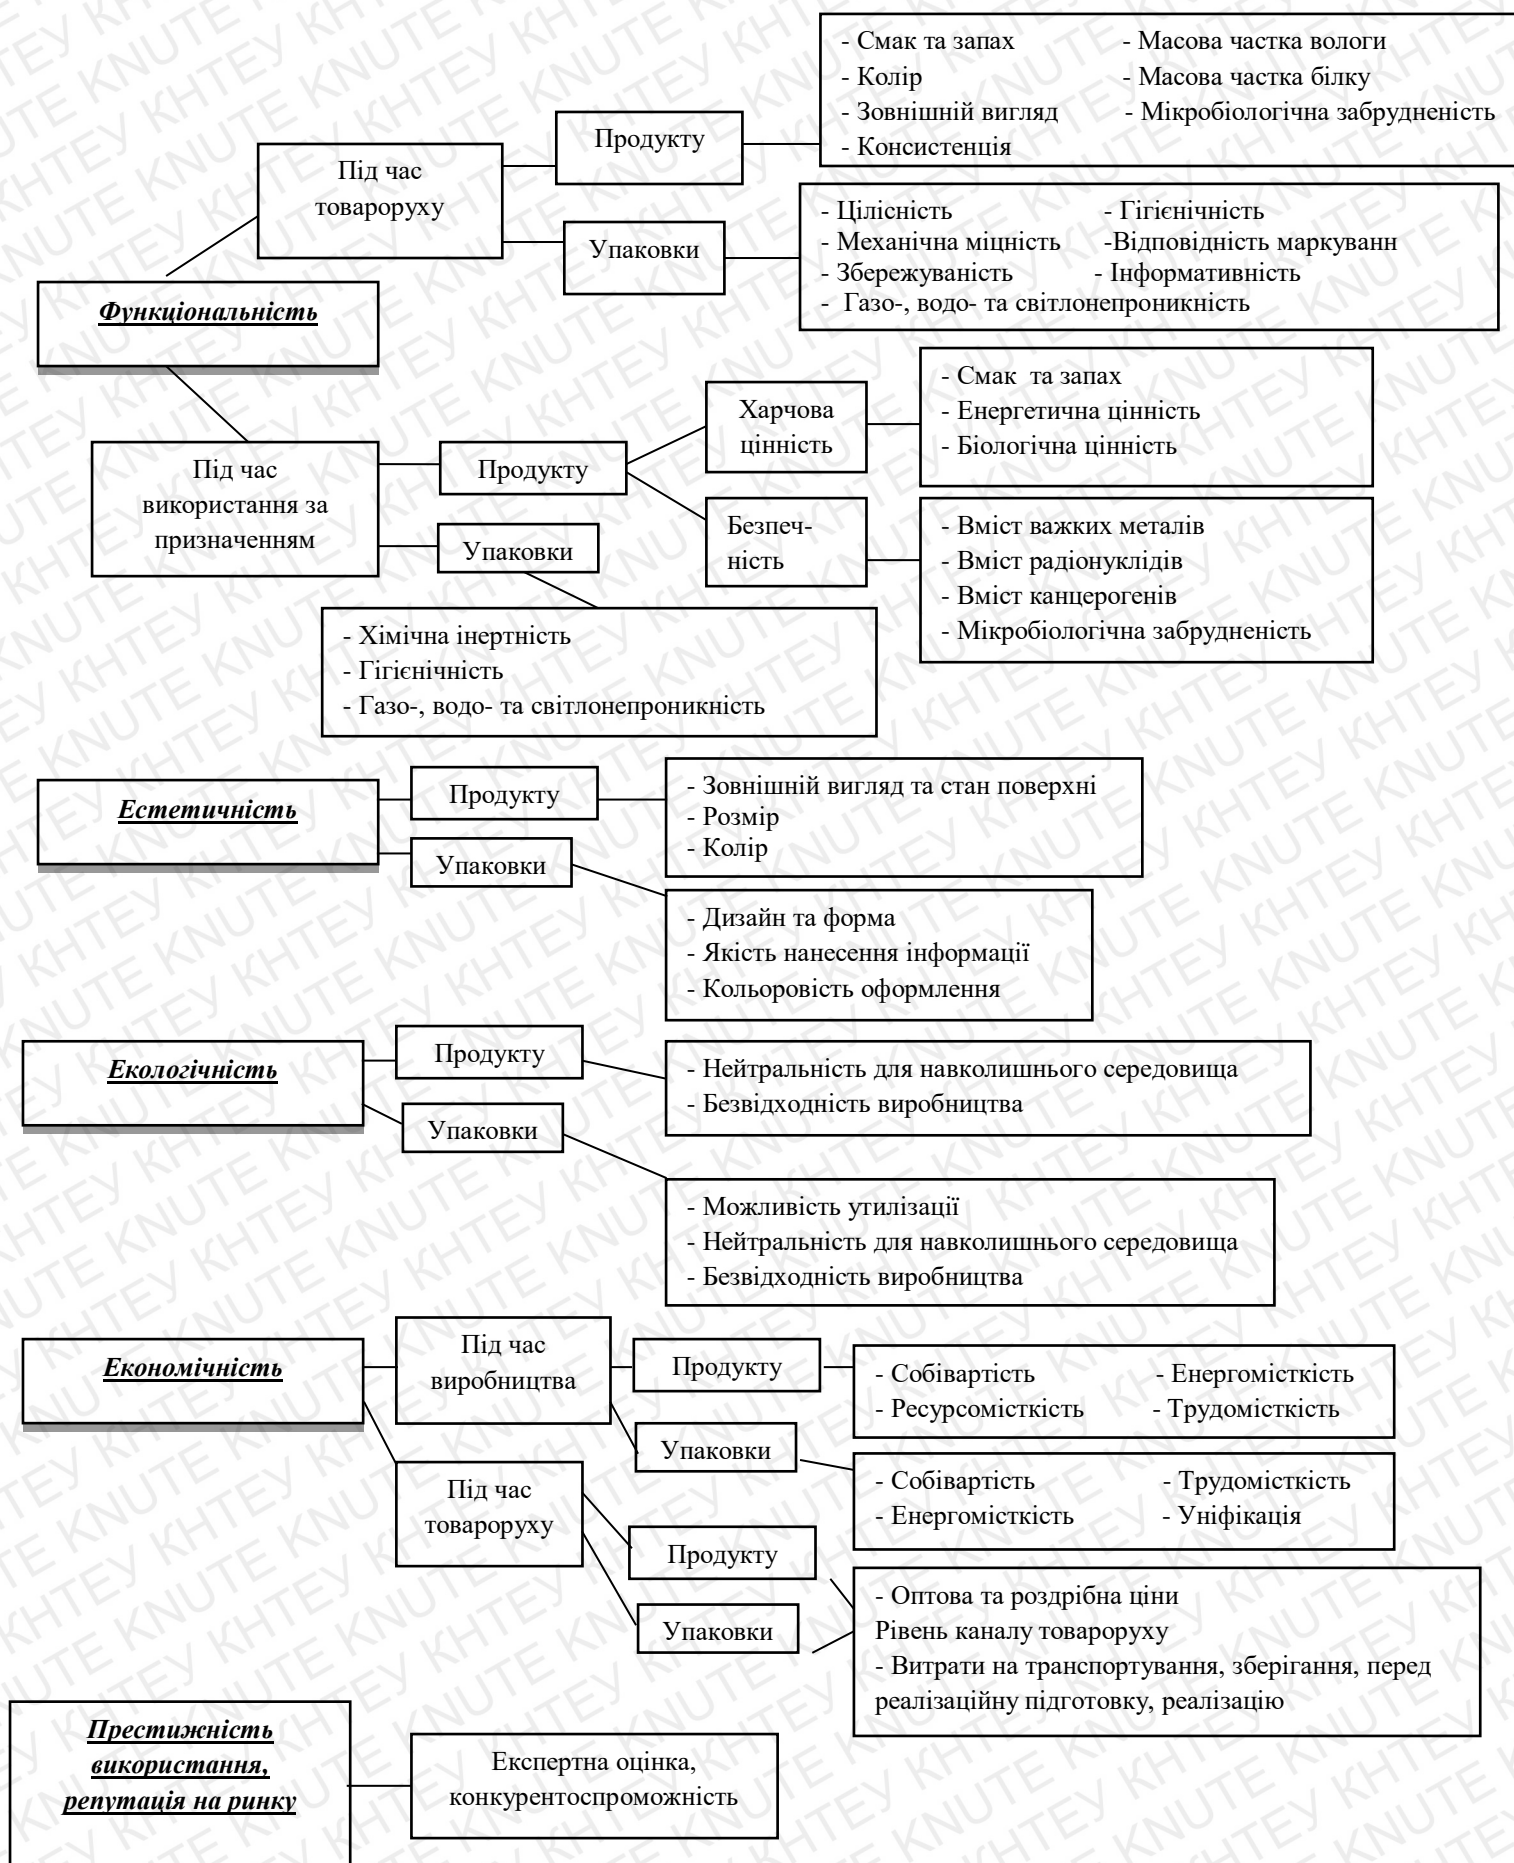 - Смак та запах - Масова частка вологи
- Колір - Масова частка білку
- Зовнішній вигляд - Мікробіологічна забрудненість
- Консистенція
Продукту
Під час
товароруху
- Цілісність - Гігієнічність
- Механічна міцність -Відповідність маркуванн
- Збережуваність - Інформативність
- Газо-, водо- та світлонепроникність
Упаковки
Функціональність
Харчова
цінність
- Смак та запах
- Енергетична цінність
- Біологічна цінність
Під час
використання за
призначенням
Продукту
Упаковки
Безпеч-
ність
- Вміст важких металів
- Вміст радіонуклідів
- Вміст канцерогенів
- Мікробіологічна забрудненість
- Хімічна інертність
- Гігієнічність
- Газо-, водо- та світлонепроникність
Естетичність
Продукту
- Зовнішній вигляд та стан поверхні
- Розмір
- Колір
Упаковки
- Дизайн та форма
- Якість нанесення інформації
- Кольоровість оформлення
Екологічність
Продукту
- Нейтральність для навколишнього середовища
- Безвідходність виробництва
Упаковки
- Можливість утилізації
- Нейтральність для навколишнього середовища
- Безвідходність виробництва
Економічність
Під час
виробництва
Продукту
- Собівартість - Енергомісткість
- Ресурсомісткість - Трудомісткість
Упаковки
- Собівартість - Трудомісткість
- Енергомісткість - Уніфікація
Під час
товароруху
Продукту
Упаковки
- Оптова та роздрібна ціни
Рівень каналу товароруху
- Витрати на транспортування, зберігання, перед
реалізаційну підготовку, реалізацію
Престижність
використання,
репутація на ринку
Експертна оцінка,
конкурентоспроможність